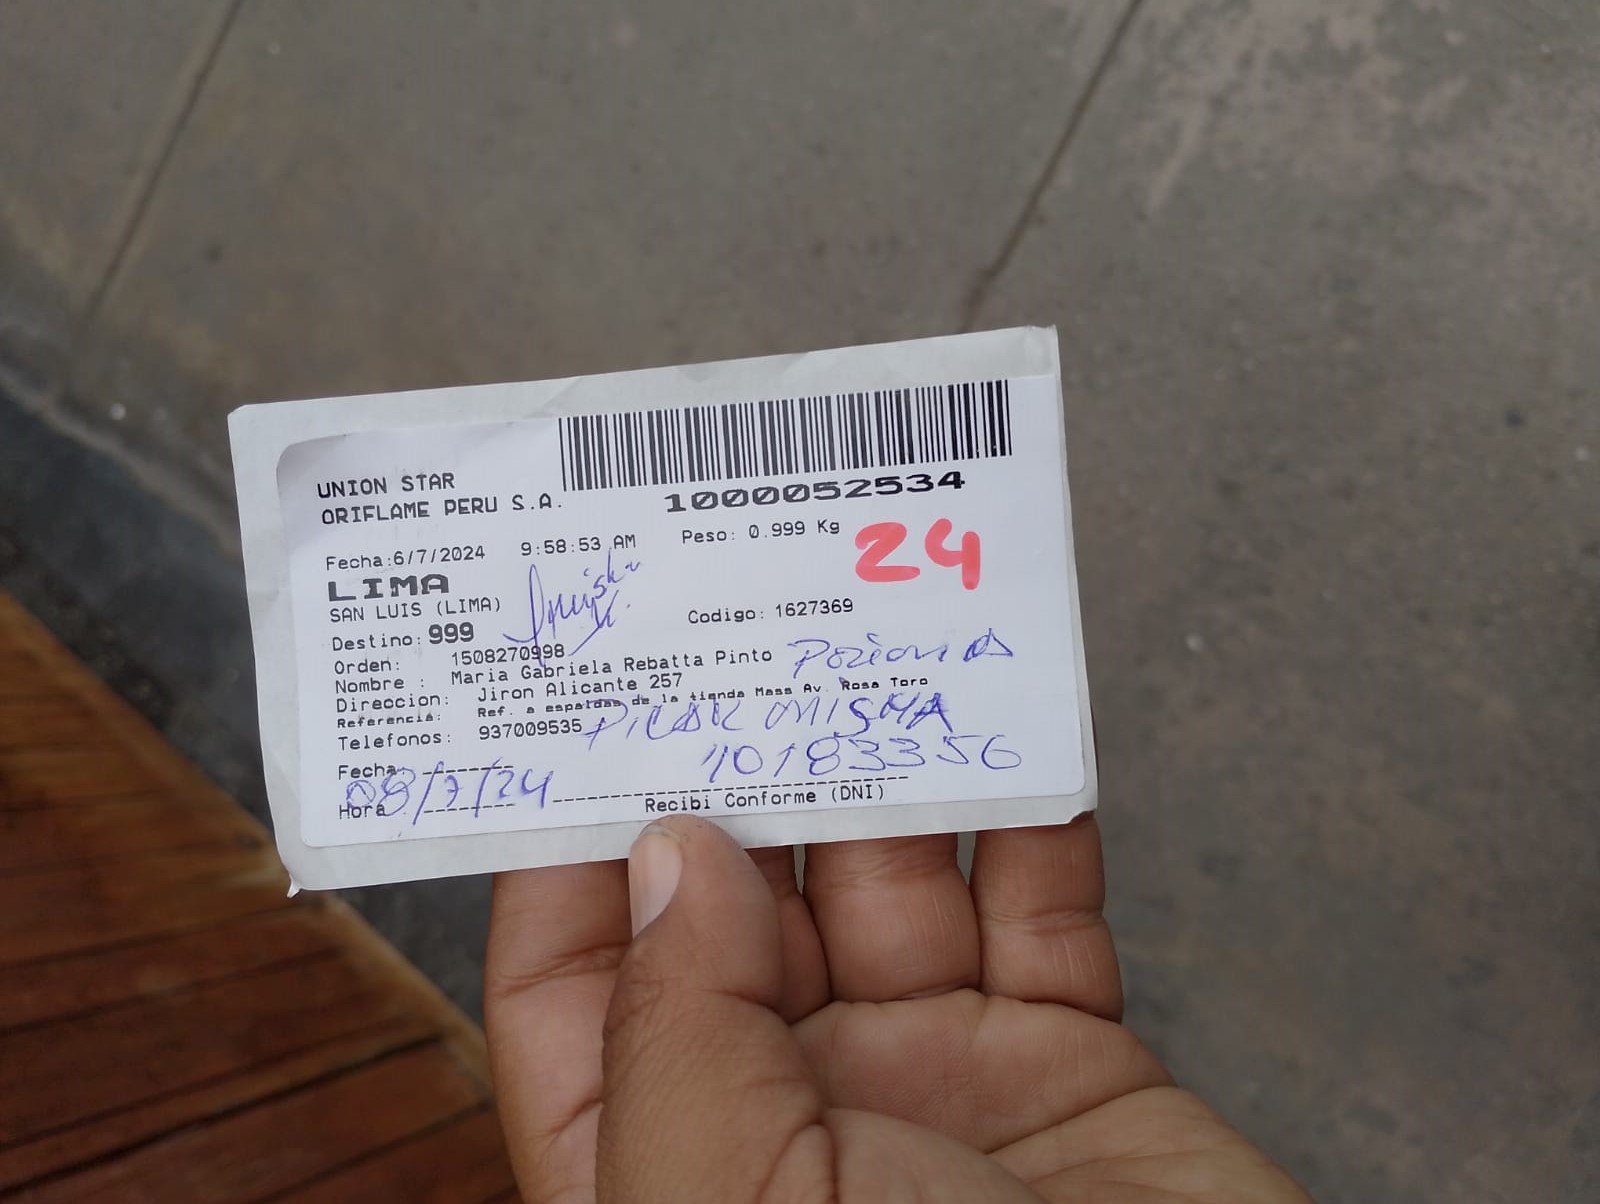 UNION STAR
ORIFLAME PERU S.A.
1000052534
Fecha:6/7/2024 9:58:53 AM Peso: 0.999 Kg
24
LIMA
SAN LUIS (LIMA)
Codigo: 1627369
Destino: 999
Orden: 1508270998
Nombre : Maria Gabriela Rebatta Pinto
Direccion: Jiron Alicante 257
Referencia: Ref. a espaldas de la tienda Mass Av. Rosa Toro
Telefonos: 937009535
Fecha:
08/7/24
Hora :
40183356
Recibi Conforme (DNI)